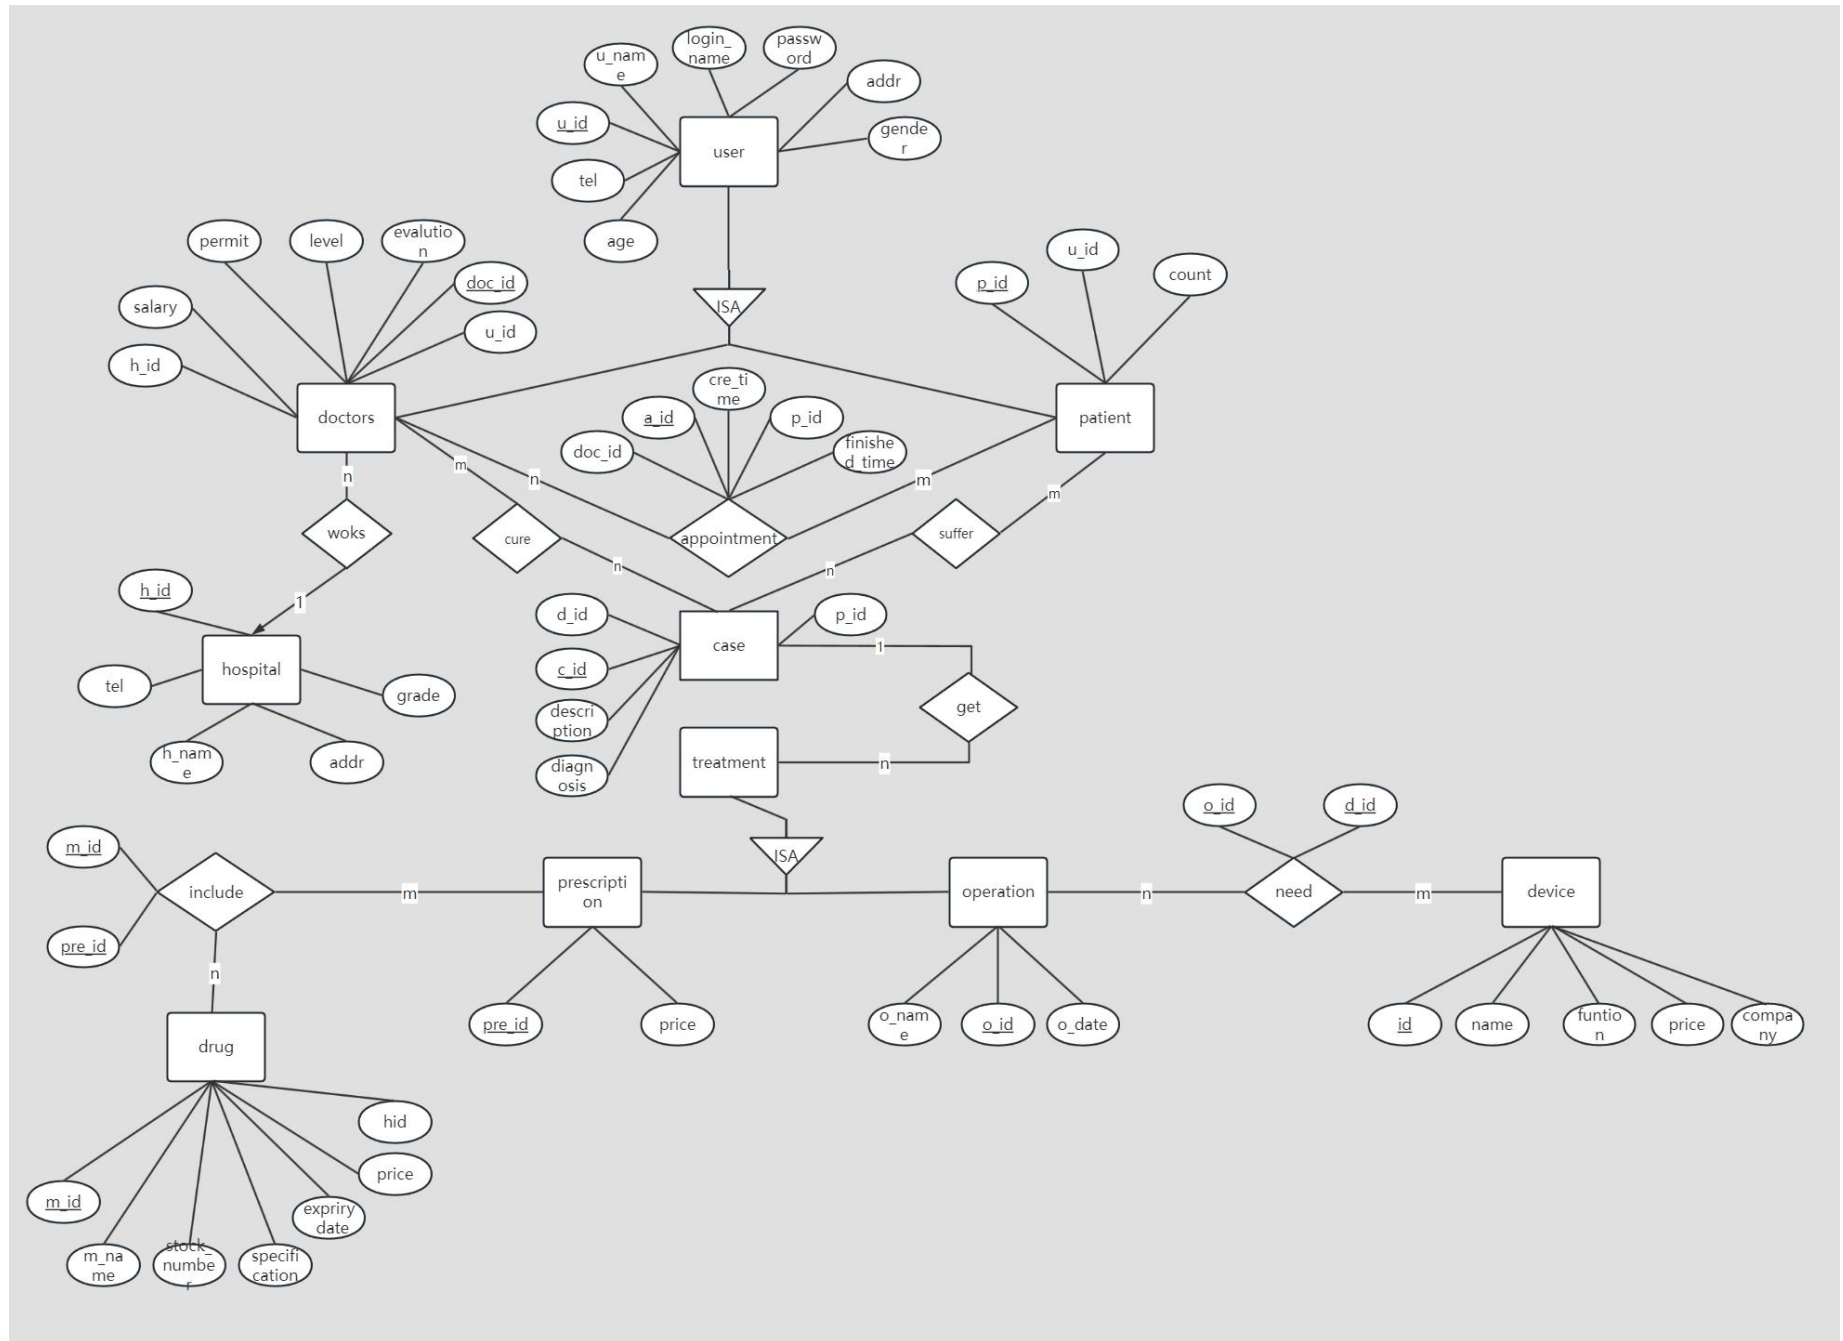 login_
name
passw
ord
u_nam
e
addr
u_id
gende
r
user
tel
age
permit
level
evalutio
n
doc_id
u_id
salary
h_id
ISA
u_id
p_id
count
doctors
patient
cre_ti
me
a_id
p_id
doc_id
finishe
d_time
m
n
m
m
n
woks
cure
appointment
suffer
n
n
h_id
1
d_id
p_id
case
1
hospital
c_id
tel
grade
get
descri
ption
h_nam
e
addr
treatment
n
diagn
osis
o_id
d_id
m_id
ISA
include
m
prescripti
on
operation
n
need
m
device
pre_id
n
pre_id
price
o_nam
e
o_id
o_date
id
name
funtio
n
price
compa
ny
drug
hid
price
m_id
expriry
date
m_na
me
stock_
numbe
r
specifi
cation